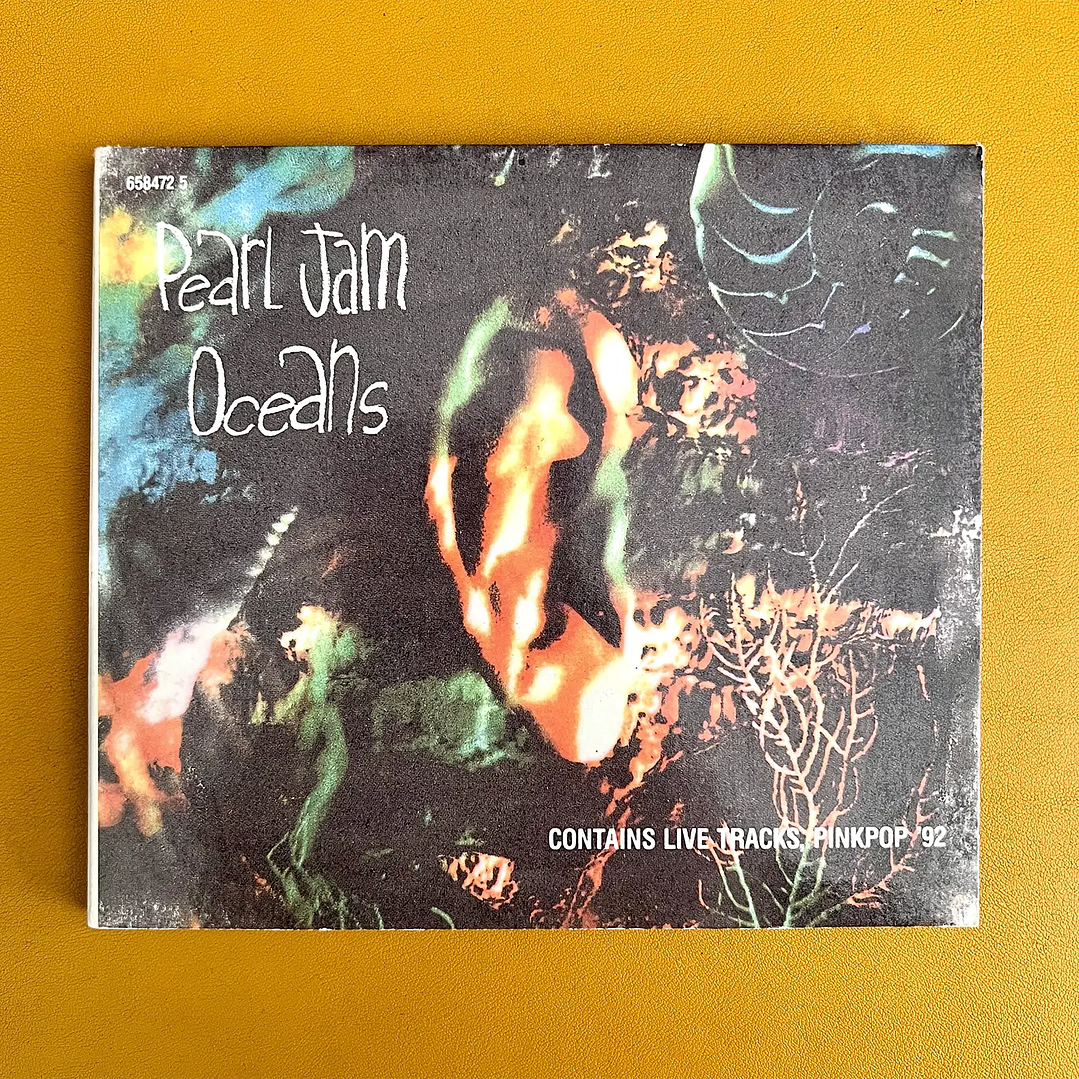 658472 5
Pearl Jam
Oceans
CONTAINS LIVE TRACKS, PINKPOP '92